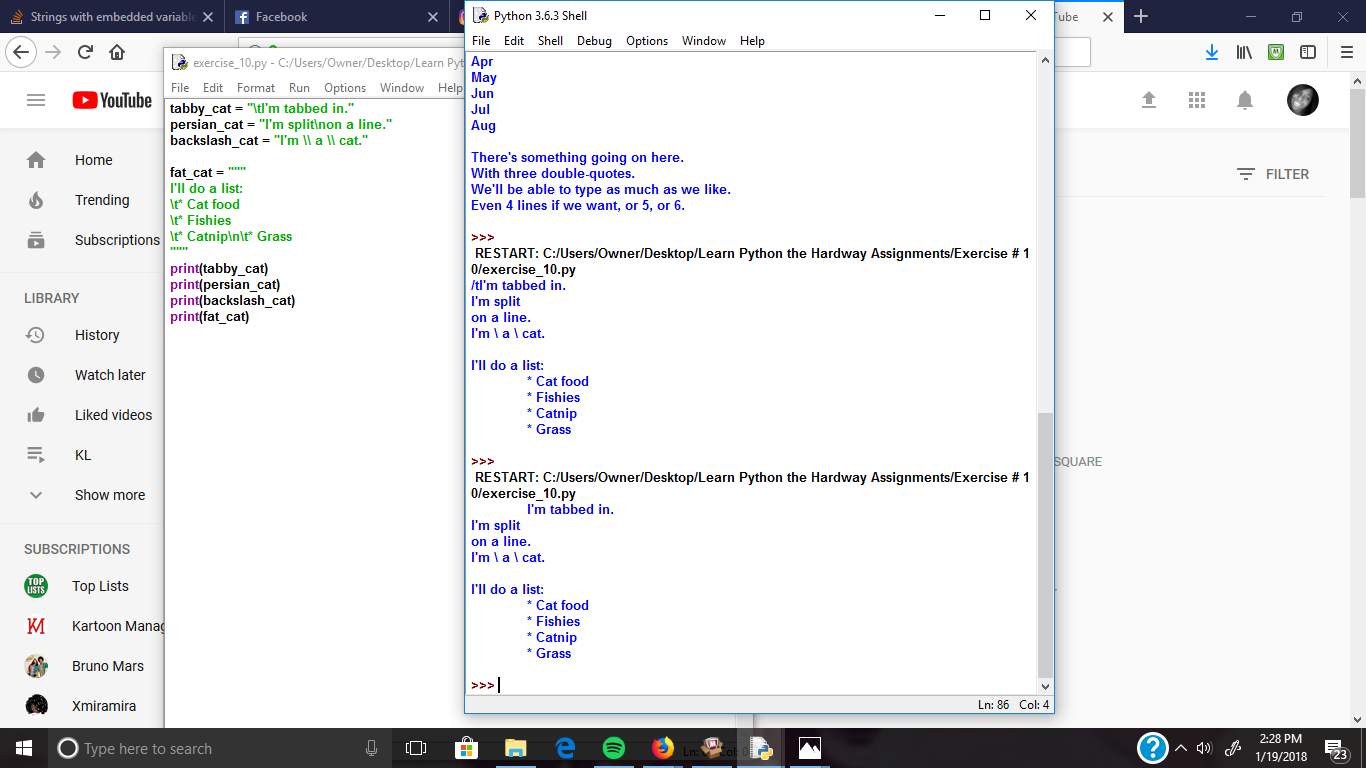 Strings with embedded variable
Facebook
Tube
Python 3.6.3 Shell
File Edit Shell Debug Options Window Help
exercise_10.py - C:/Users/Owner/Desktop/Learn Pyt
File Edit Format Run Options Window Help
tabby_cat = "\tI'm tabbed in."
persian_cat = "I'm split\non a line."
backslash_cat = "I'm \\ a \\ cat."
fat_cat = """
I'll do a list:
\t* Cat food
\t* Fishies
\t* Catnip\n\t* Grass
"""
print(tabby_cat)
print(persian_cat)
print(backslash_cat)
print(fat_cat)
Apr
May
Jun
Jul
Aug
There's something going on here.
With three double-quotes.
We'll be able to type as much as we like.
Even 4 lines if we want, or 5, or 6.
>>>
RESTART: C:/Users/Owner/Desktop/Learn Python the Hardway Assignments/Exercise # 1
0/exercise_10.py
/tI'm tabbed in.
I'm split
on a line.
I'm \ a \ cat.
I'll do a list:
* Cat food
* Fishies
* Catnip
* Grass
>>>
RESTART: C:/Users/Owner/Desktop/Learn Python the Hardway Assignments/Exercise # 1
0/exercise_10.py
I'm tabbed in.
I'm split
on a line.
I'm \ a \ cat.
I'll do a list:
* Cat food
* Fishies
* Catnip
* Grass
>>>
Ln: 86 Col: 4
YouTube
Home
Trending
Subscriptions
LIBRARY
History
Watch later
Liked videos
KL
Show more
SUBSCRIPTIONS
TOP LISTS
Top Lists
Kartoon Manag
Bruno Mars
Xmiramira
FILTER
SQUARE
Type here to search
2:28 PM
1/19/2018
23